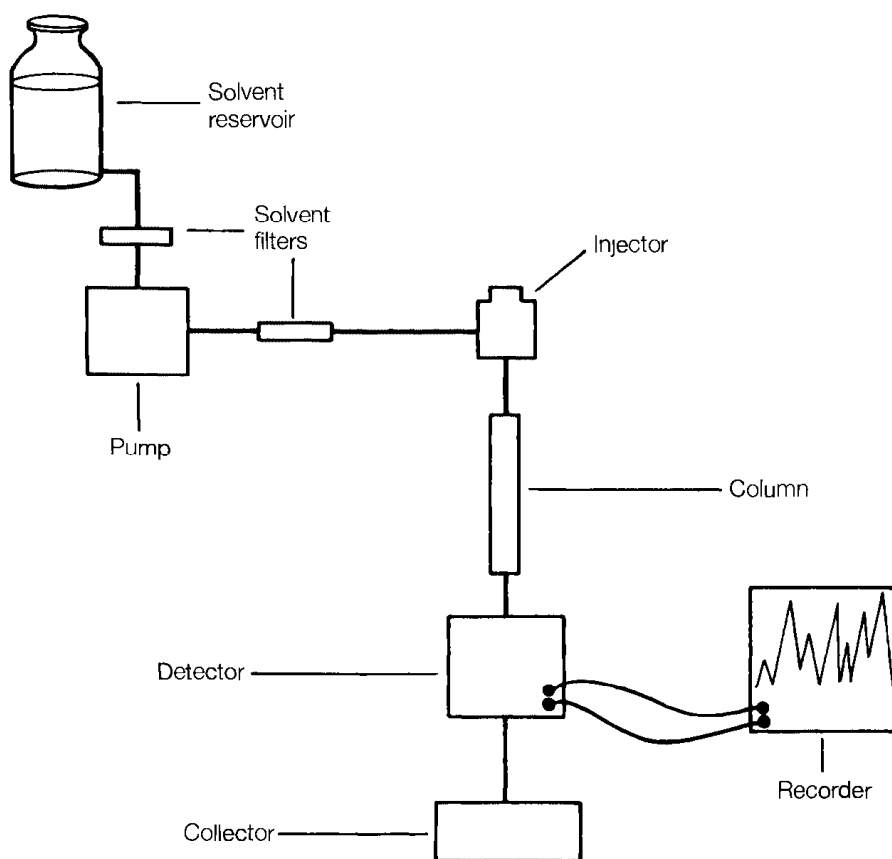 Solvent
reservoir
Solvent
filters
Injector
Pump
Column
Detector
Recorder
Collector